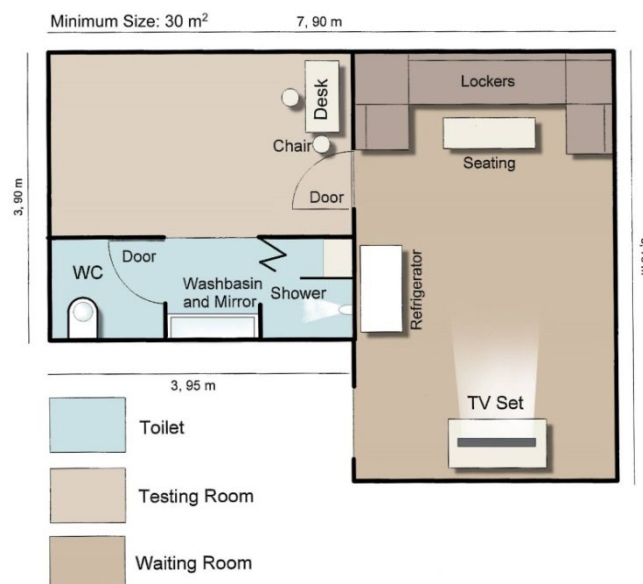 Minimum Size: 30 m²
7, 90 m
Lockers
Desk
Seating
Chair
3, 90 m
Door
Door
WC
Washbasin
and Mirror
Shower
Refrigerator
3, 95 m
TV Set
Toilet
Testing Room
Waiting Room